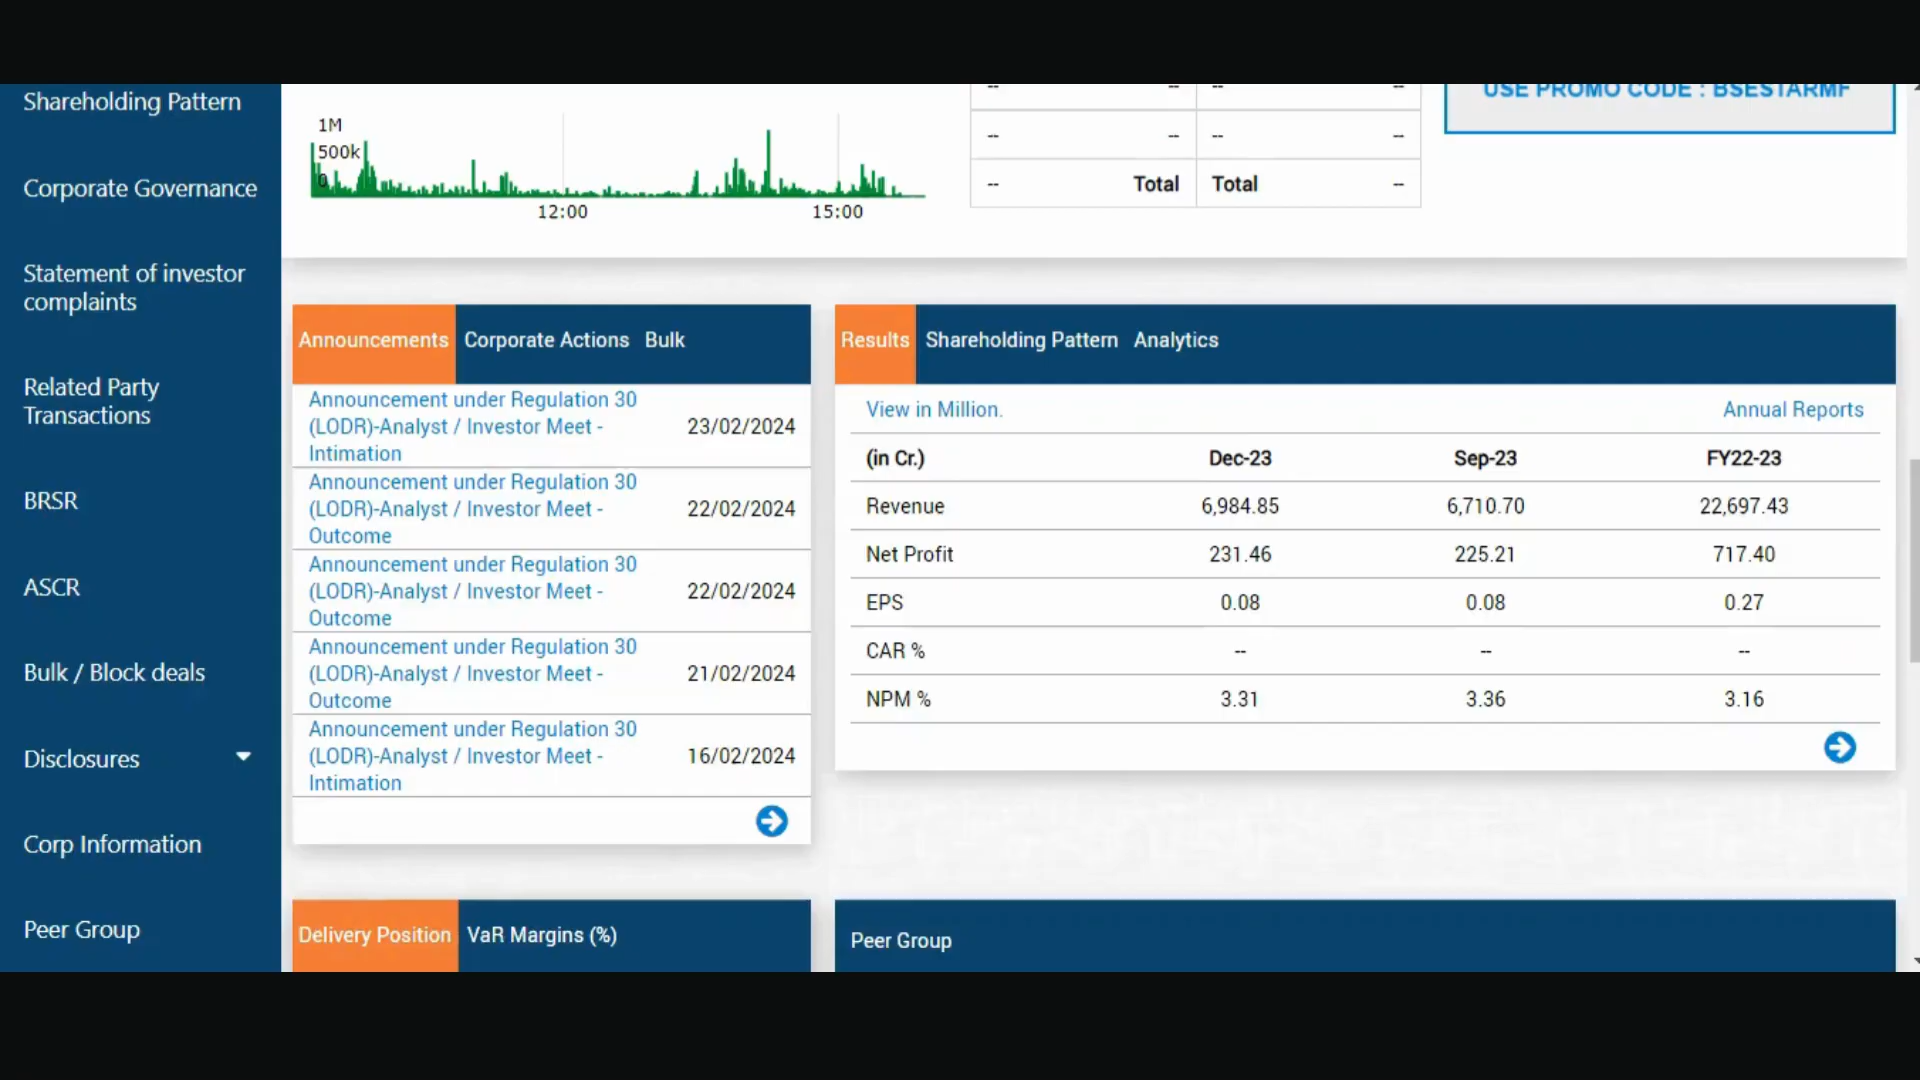 Shareholding Pattern
Corporate Governance
Statement of investor
complaints
Related Party
Transactions
BRSR
ASCR
Bulk / Block deals
Disclosures
Corp Information
Peer Group
1M
500k
0
12:00 15:00
-- -- -- --
-- -- -- --
-- Total Total --
USE PROMO CODE : BSESTARMF
Announcements Corporate Actions Bulk
Announcement under Regulation 30
(LODR)-Analyst / Investor Meet - 23/02/2024
Intimation
Announcement under Regulation 30
(LODR)-Analyst / Investor Meet - 22/02/2024
Outcome
Announcement under Regulation 30
(LODR)-Analyst / Investor Meet - 22/02/2024
Outcome
Announcement under Regulation 30
(LODR)-Analyst / Investor Meet - 21/02/2024
Outcome
Announcement under Regulation 30
(LODR)-Analyst / Investor Meet - 16/02/2024
Intimation
Results Shareholding Pattern Analytics
View in Million. Annual Reports
(in Cr.) Dec-23 Sep-23 FY22-23
Revenue 6,984.85 6,710.70 22,697.43
Net Profit 231.46 225.21 717.40
EPS 0.08 0.08 0.27
CAR % -- -- --
NPM % 3.31 3.36 3.16
Delivery Position VaR Margins (%)
Peer Group